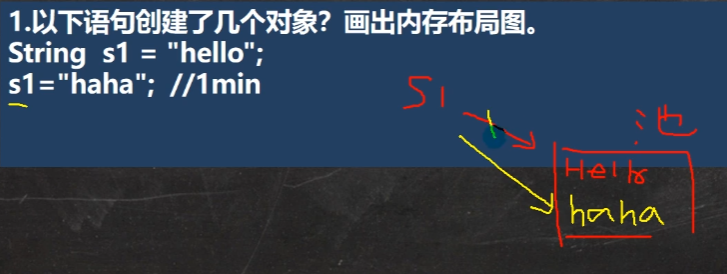 1.以下语句创建了几个对象？画出内存布局图。
String s1 = "hello";
s1="haha"; //1min
S1
池
Hello
haha